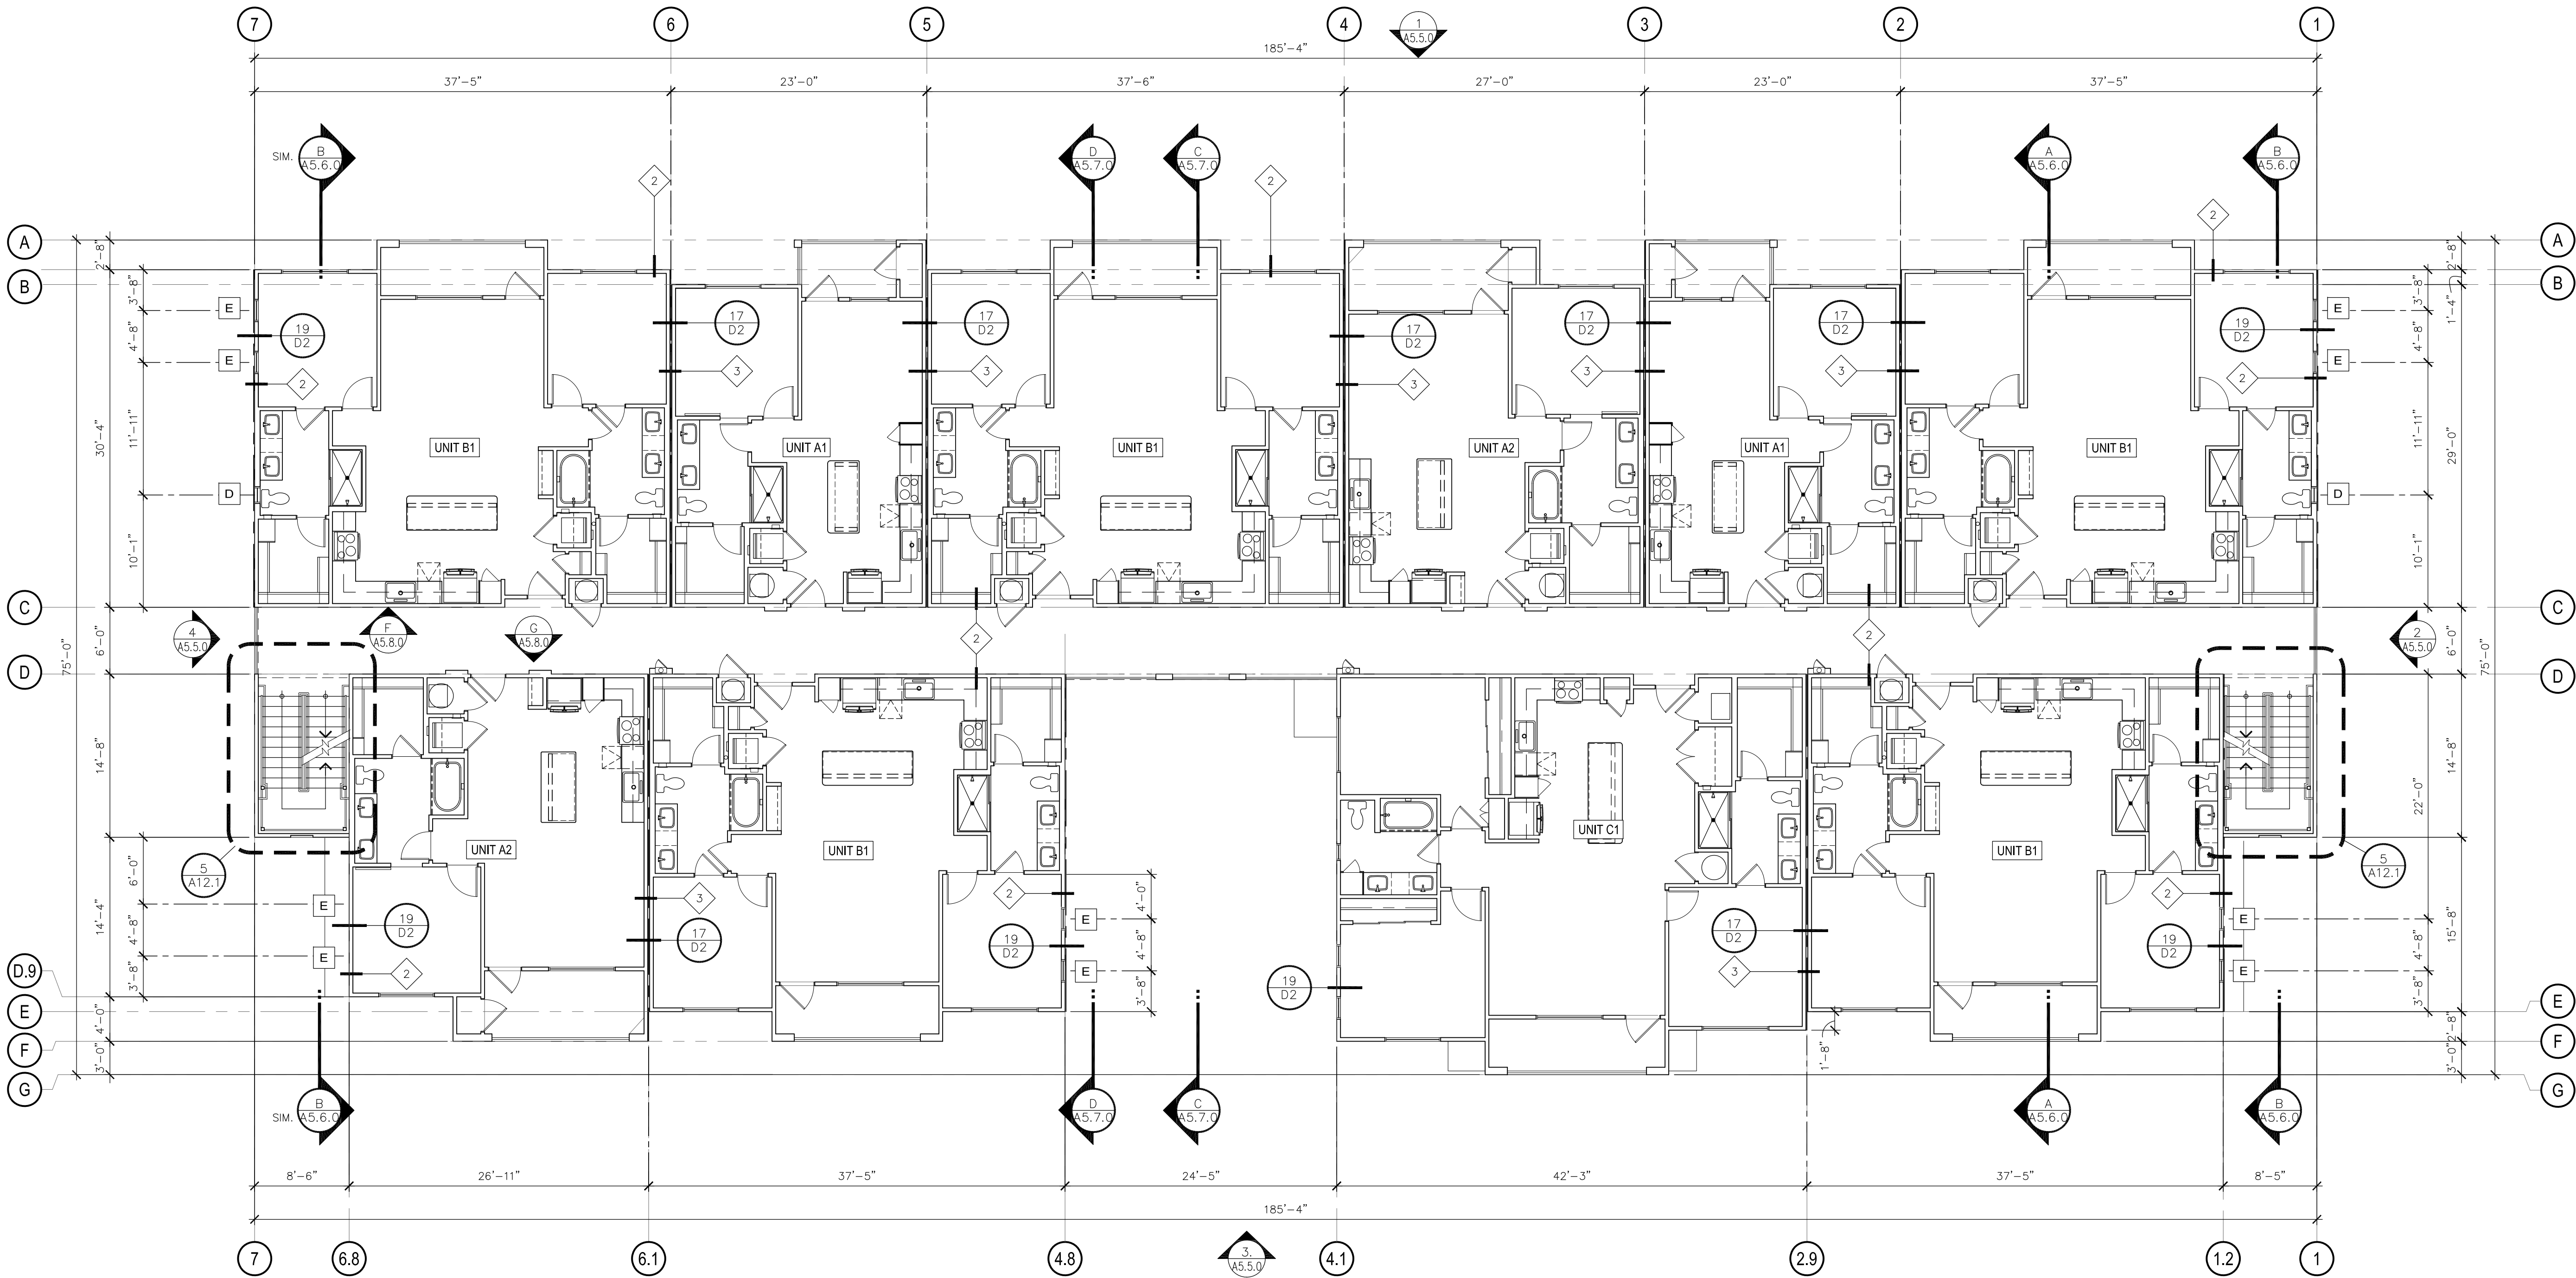 7 6 5 4 3 2 1
1
A5.5.0
185'-4"
37'-5" 23'-0" 37'-6" 27'-0" 23'-0" 37'-5"
SIM. B
A5.6.0
D
A5.7.0
C
A5.7.0
A
A5.6.0
B
A5.6.0
2 2 2
A A
B B
2'-8" 2'-8"
3'-8" 3'-8" 1'-4"
E E
E E
4'-8" 4'-8"
19
D2
17
D2
17
D2
17
D2
17
D2
17
D2
19
D2
2 3 3 3 3 3 2
11'-11" 11'-11"
30'-4" 29'-0"
UNIT B1 UNIT A1 UNIT B1 UNIT A2 UNIT A1 UNIT B1
D D
10'-1" 10'-1"
C C
4
A5.5.0
F
A5.8.0
G
A5.8.0
2 2
2
A5.5.0
6'-0" 6'-0"
75'-0" 75'-0"
D D
14'-8" 14'-8"
22'-0"
UNIT A2 UNIT B1 UNIT C1 UNIT B1
5
A12.1
5
A12.1
6'-0" 4'-0"
14'-4" 15'-8"
E E E
E E E
4'-8" 4'-8" 4'-8"
3'-8" 3'-8" 3'-8"
3 2 2
19
D2
17
D2
19
D2
17
D2
19
D2
2 3
19
D2
D.9
E E
F F
G G
4'-0" 2'-8"
3'-0" 3'-0"
1'-8"
SIM. B
A5.6.0
D
A5.7.0
C
A5.7.0
A
A5.6.0
B
A5.6.0
8'-6" 26'-11" 37'-5" 24'-5" 42'-3" 37'-5" 8'-5"
185'-4"
3.
A5.5.0
7 6.8 6.1 4.8 4.1 2.9 1.2 1